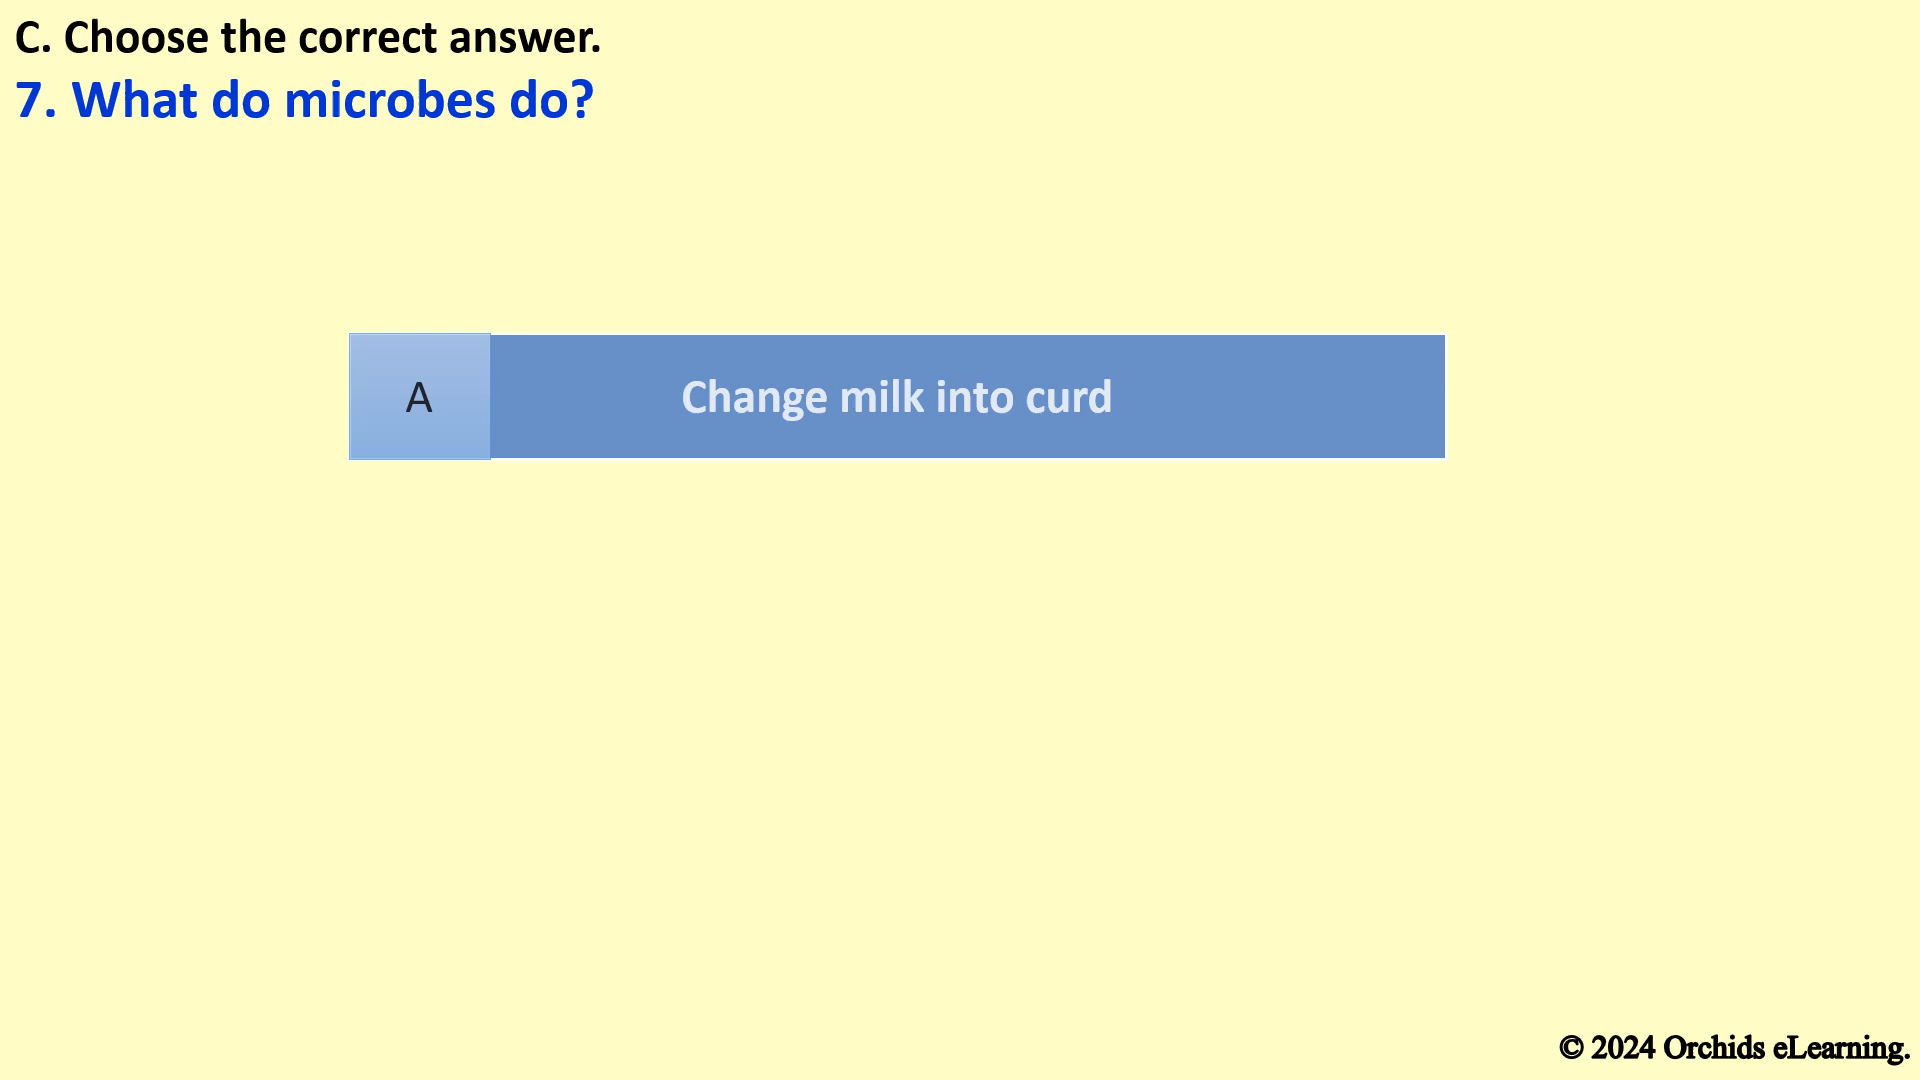 C. Choose the correct answer.
7. What do microbes do?
A
Change milk into curd
© 2024 Orchids eLearning.